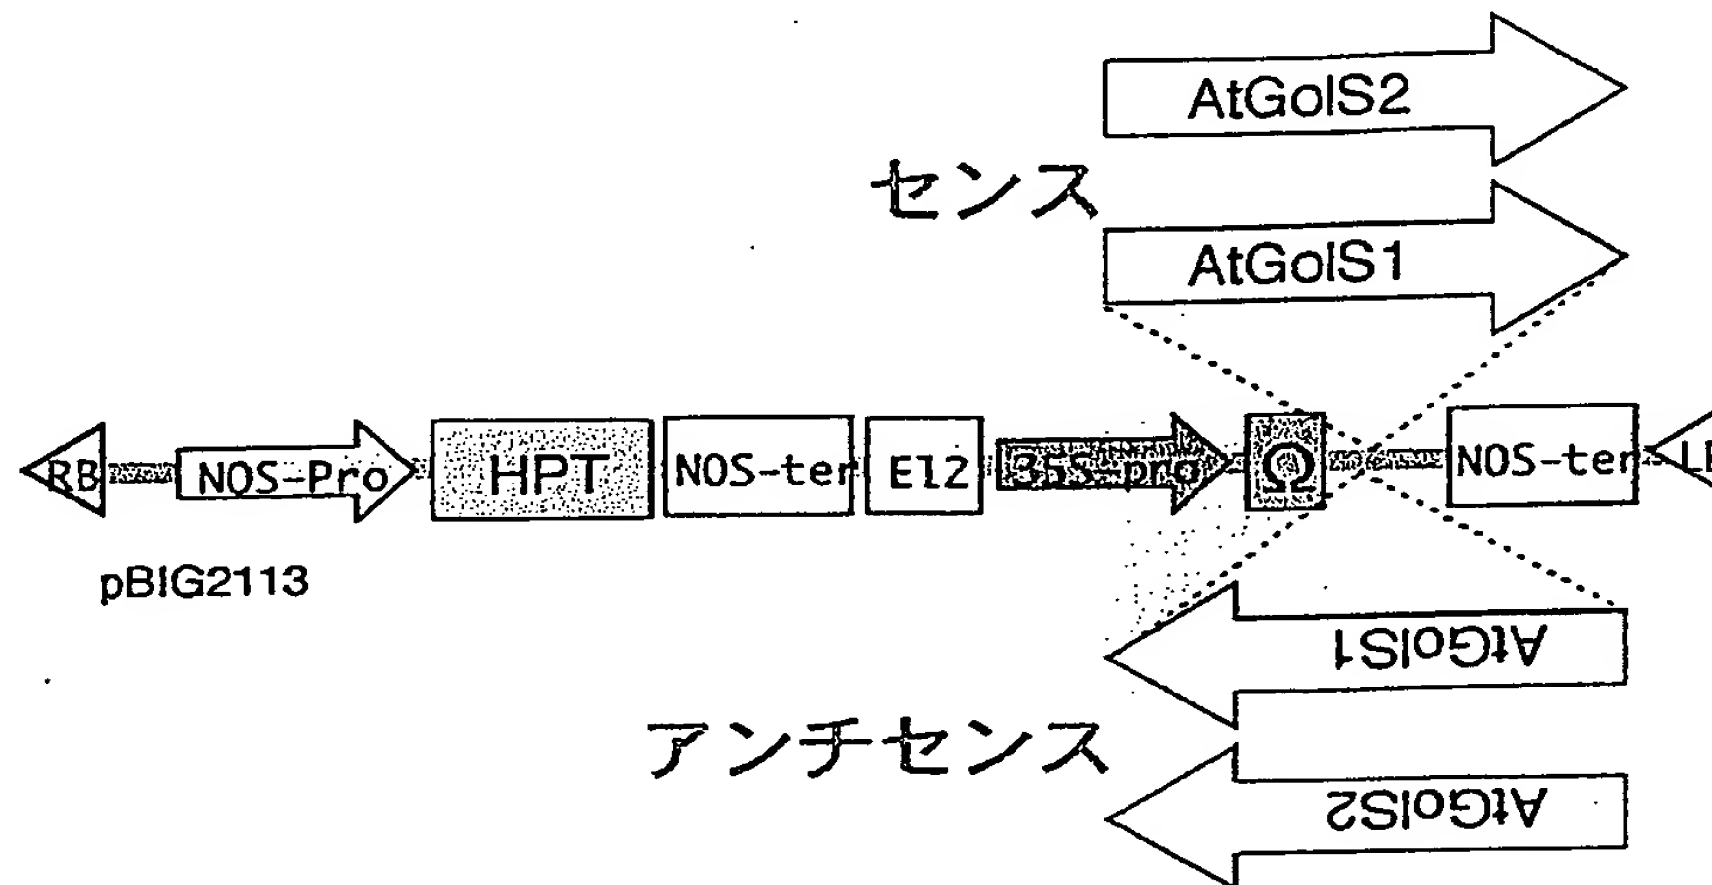 AtGolS2
センス
AtGolS1
RB NOS-Pro HPT NOS-ter El2 35S-pro Ω NOS-ter
pBIG2113
AtGolS1
アンチセンス
AtGolS2